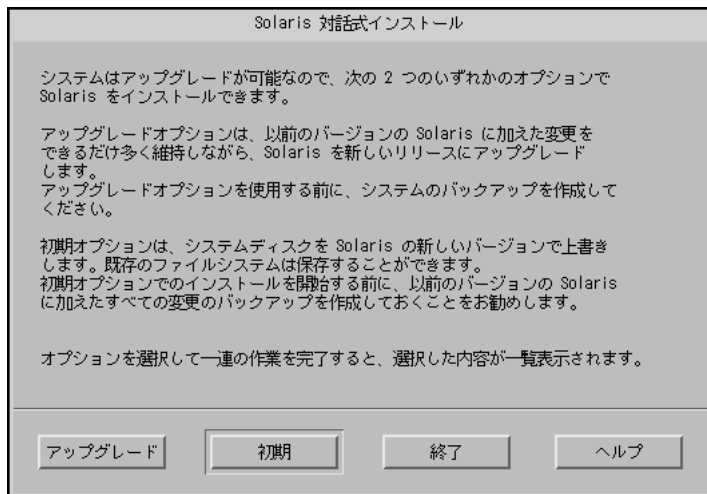 Solaris 対話式インストール
システムはアップグレードが可能なので、次の 2 つのいずれかのオプションで
Solaris をインストールできます。
アップグレードオプションは、以前のバージョンの Solaris に加えた変更を
できるだけ多く維持しながら、Solaris を新しいリリースにアップグレード
します。
アップグレードオプションを使用する前に、システムのバックアップを作成して
ください。
初期オプションは、システムディスクを Solaris の新しいバージョンで上書き
します。既存のファイルシステムは保存することができます。
初期オプションでのインストールを開始する前に、以前のバージョンの Solaris
に加えたすべての変更のバックアップを作成しておくことをお勧めします。
オプションを選択して一連の作業を完了すると、選択した内容が一覧表示されます。
アップグレード
初期
終了
ヘルプ